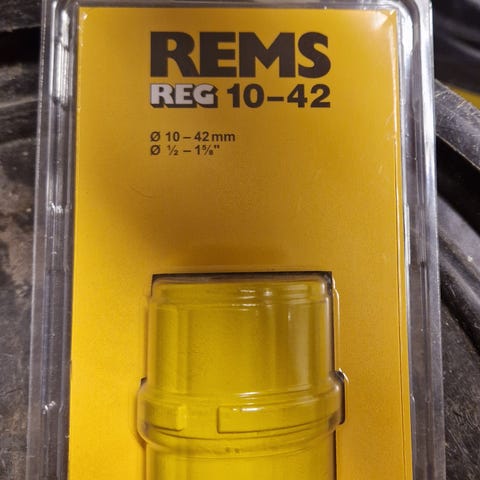 REMS
REG 10-42
Ø 10 – 42 mm
Ø ½ – 1⅝"